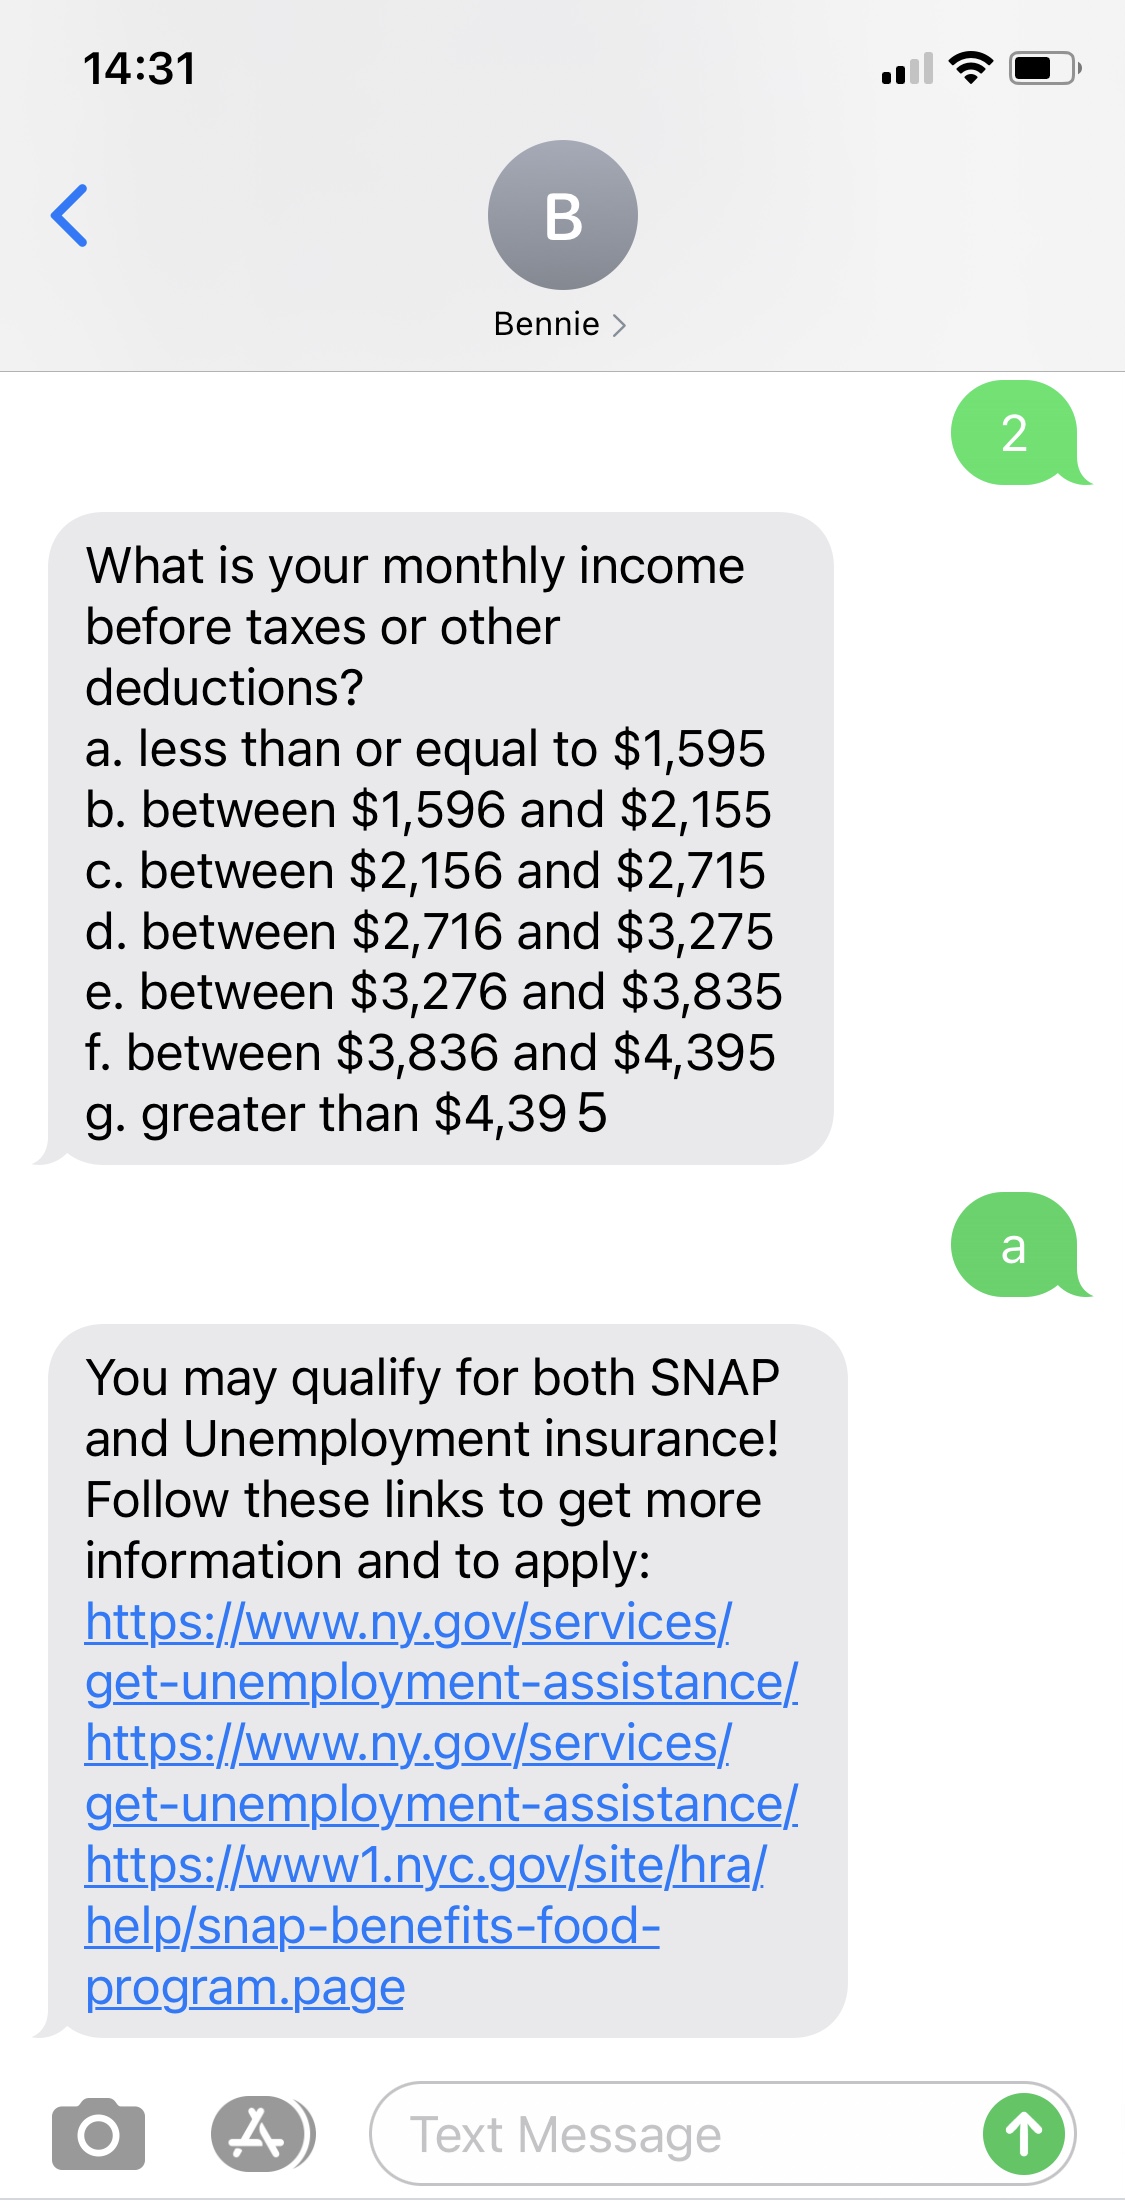 14:31
B
Bennie
2
What is your monthly income
before taxes or other
deductions?
a. less than or equal to $1,595
b. between $1,596 and $2,155
c. between $2,156 and $2,715
d. between $2,716 and $3,275
e. between $3,276 and $3,835
f. between $3,836 and $4,395
g. greater than $4,39 5
a
You may qualify for both SNAP
and Unemployment insurance!
Follow these links to get more
information and to apply:
https://www.ny.gov/services/
get-unemployment-assistance/
https://www.ny.gov/services/
get-unemployment-assistance/
https://www1.nyc.gov/site/hra/
help/snap-benefits-food-
program.page
Text Message